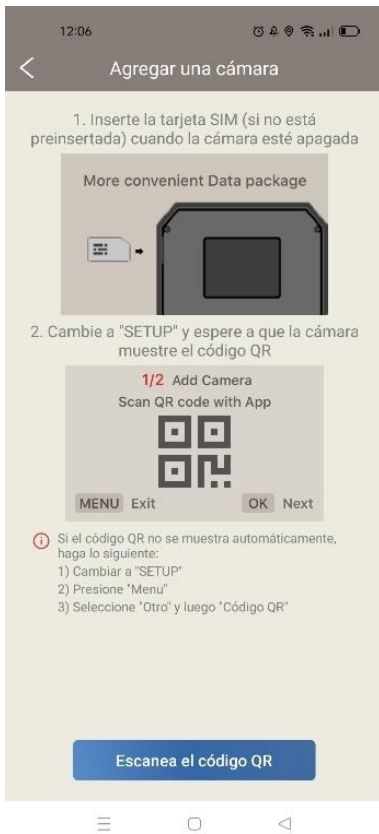 12:06
Agregar una cámara
1. Inserte la tarjeta SIM (si no está
preinsertada) cuando la cámara esté apagada
More convenient Data package
2. Cambie a "SETUP" y espere a que la cámara
muestre el código QR
1/2 Add Camera
Scan QR code with App
MENU Exit OK Next
Si el código QR no se muestra automáticamente,
haga lo siguiente:
1) Cambiar a "SETUP"
2) Presione "Menu"
3) Seleccione "Otro" y luego "Código QR"
Escanea el código QR